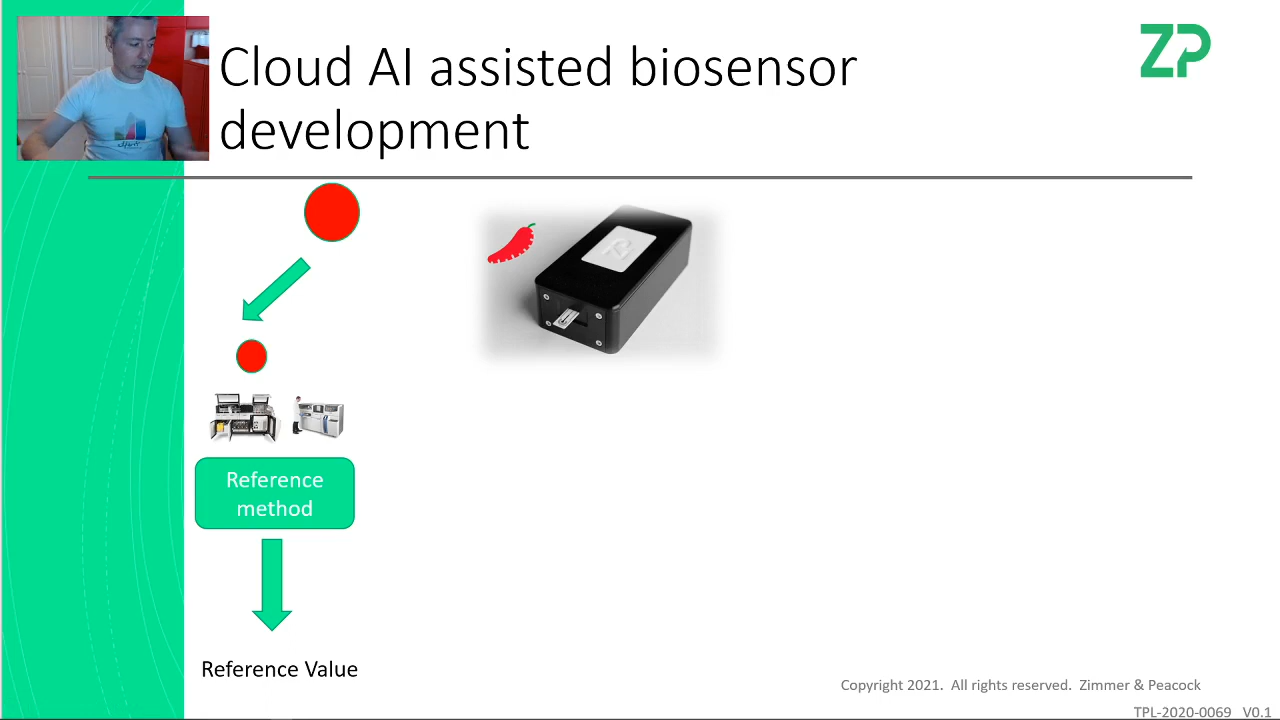 Cloud AI assisted biosensor
development
ZP
Reference
method
Reference Value
Copyright 2021. All rights reserved. Zimmer & Peacock
TPL-2020-0069 V0.1